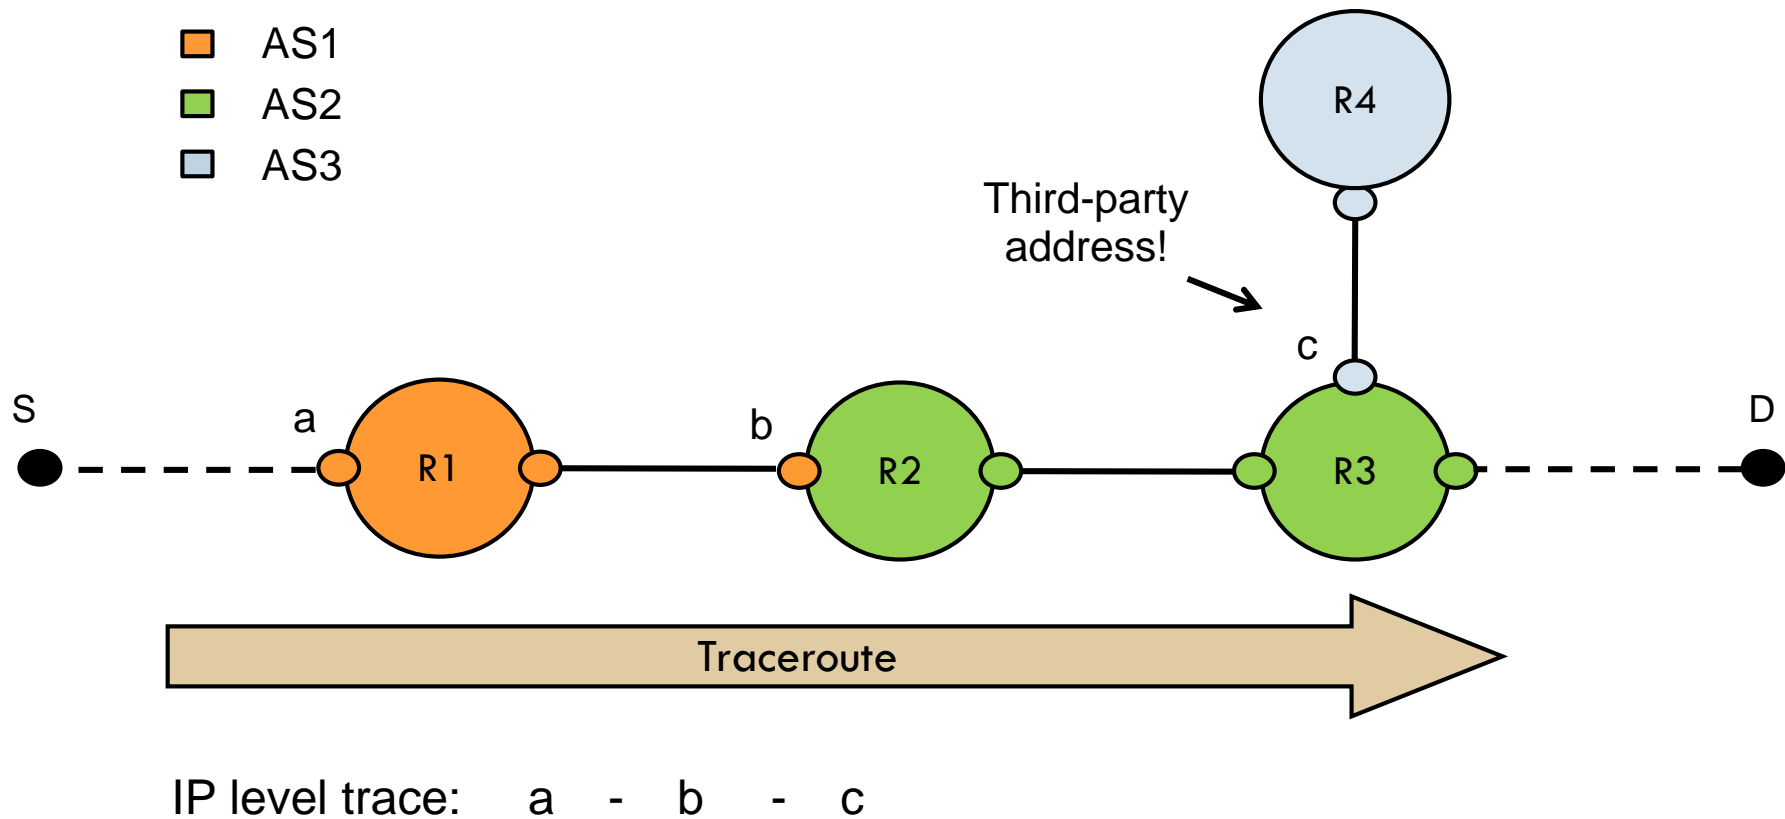 AS1
AS2
AS3
R4
Third-party
address!
c
S
a
R1
b
R2
R3
D
Traceroute
IP level trace: a - b - c